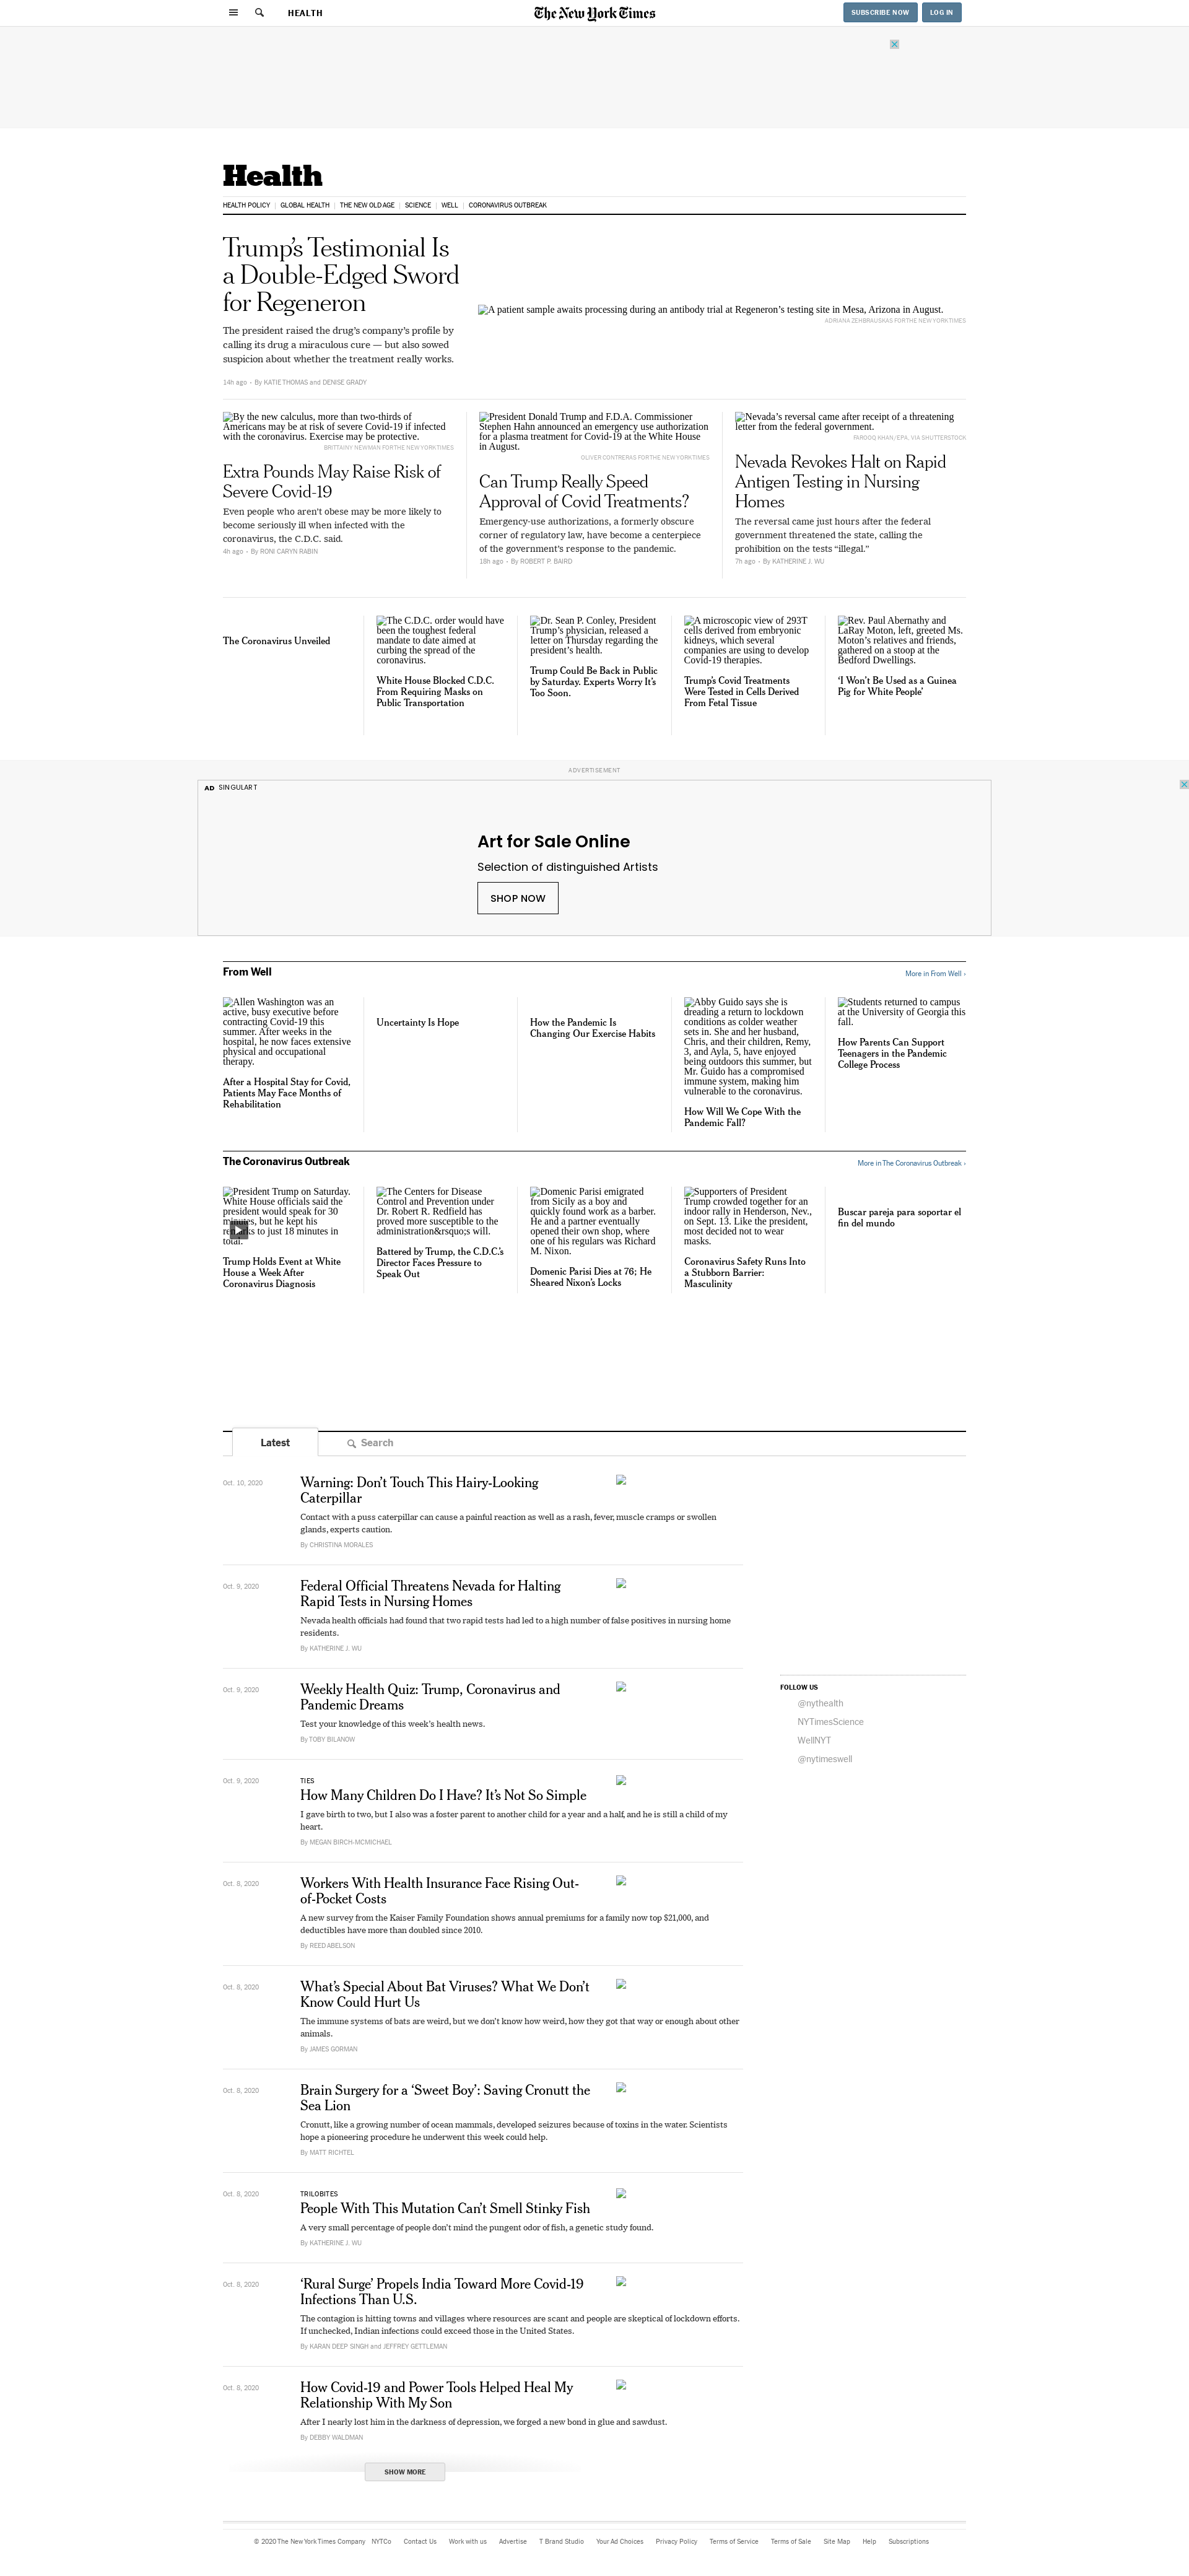 HEALTH
The New York Times
SUBSCRIBE NOW
LOG IN
Health
HEALTH POLICY
GLOBAL HEALTH
THE NEW OLD AGE
SCIENCE
WELL
CORONAVIRUS OUTBREAK
Trump's Testimonial Is
a Double-Edged Sword
for Regeneron
The president raised the drug's company's profile by
calling its drug a miraculous cure — but also sowed
suspicion about whether the treatment really works.
14h ago • By KATIE THOMAS and DENISE GRADY
A patient sample awaits processing during an antibody trial at Regeneron's testing site in Mesa, Arizona in August.
ADRIANA ZEHBRAUSKAS FOR THE NEW YORK TIMES
By the new calculus, more than two-thirds of
Americans may be at risk of severe Covid-19 if infected
with the coronavirus. Exercise may be protective.
BRITTAINY NEWMAN FOR THE NEW YORK TIMES
Extra Pounds May Raise Risk of
Severe Covid-19
Even people who aren't obese may be more likely to
become seriously ill when infected with the
coronavirus, the C.D.C. said.
4h ago • By RONI CARYN RABIN
President Donald Trump and F.D.A. Commissioner
Stephen Hahn announced an emergency use authorization
for a plasma treatment for Covid-19 at the White House
in August.
OLIVER CONTRERAS FOR THE NEW YORK TIMES
Can Trump Really Speed
Approval of Covid Treatments?
Emergency-use authorizations, a formerly obscure
corner of regulatory law, have become a centerpiece
of the government's response to the pandemic.
18h ago • By ROBERT P. BAIRD
Nevada's reversal came after receipt of a threatening
letter from the federal government.
FAROOQ KHAN/EPA, VIA SHUTTERSTOCK
Nevada Revokes Halt on Rapid
Antigen Testing in Nursing
Homes
The reversal came just hours after the federal
government threatened the state, calling the
prohibition on the tests “illegal.”
7h ago • By KATHERINE J. WU
The Coronavirus Unveiled
The C.D.C. order would have
been the toughest federal
mandate to date aimed at
curbing the spread of the
coronavirus.
White House Blocked C.D.C.
From Requiring Masks on
Public Transportation
Dr. Sean P. Conley, President
Trump's physician, released a
letter on Thursday regarding the
president's health.
Trump Could Be Back in Public
by Saturday. Experts Worry It's
Too Soon.
A microscopic view of 293T
cells derived from embryonic
kidneys, which several
companies are using to develop
Covid-19 therapies.
Trump's Covid Treatments
Were Tested in Cells Derived
From Fetal Tissue
Rev. Paul Abernathy and
LaRay Moton, left, greeted Ms.
Moton's relatives and friends,
gathered on a stoop at the
Bedford Dwellings.
‘I Won't Be Used as a Guinea
Pig for White People’
ADVERTISEMENT
AD SINGULART
Art for Sale Online
Selection of distinguished Artists
SHOP NOW
From Well
More in From Well ›
Allen Washington was an
active, busy executive before
contracting Covid-19 this
summer. After weeks in the
hospital, he now faces extensive
physical and occupational
therapy.
After a Hospital Stay for Covid,
Patients May Face Months of
Rehabilitation
Uncertainty Is Hope
How the Pandemic Is
Changing Our Exercise Habits
Abby Guido says she is
dreading a return to lockdown
conditions as colder weather
sets in. She and her husband,
Chris, and their children, Remy,
3, and Ayla, 5, have enjoyed
being outdoors this summer, but
Mr. Guido has a compromised
immune system, making him
vulnerable to the coronavirus.
How Will We Cope With the
Pandemic Fall?
Students returned to campus
at the University of Georgia this
fall.
How Parents Can Support
Teenagers in the Pandemic
College Process
The Coronavirus Outbreak
More in The Coronavirus Outbreak ›
President Trump on Saturday.
White House officials said the
president would speak for 30
minutes, but he kept his
remarks to just 18 minutes in
total.
Trump Holds Event at White
House a Week After
Coronavirus Diagnosis
The Centers for Disease
Control and Prevention under
Dr. Robert R. Redfield has
proved more susceptible to the
administration&rsquo;s will.
Battered by Trump, the C.D.C.'s
Director Faces Pressure to
Speak Out
Domenic Parisi emigrated
from Sicily as a boy and
quickly found work as a barber.
He and a partner eventually
opened their own shop, where
one of his regulars was Richard
M. Nixon.
Domenic Parisi Dies at 76; He
Sheared Nixon's Locks
Supporters of President
Trump crowded together for an
indoor rally in Henderson, Nev.,
on Sept. 13. Like the president,
most decided not to wear
masks.
Coronavirus Safety Runs Into
a Stubborn Barrier:
Masculinity
Buscar pareja para soportar el
fin del mundo
Latest
Search
Oct. 10, 2020
Warning: Don't Touch This Hairy-Looking
Caterpillar
Contact with a puss caterpillar can cause a painful reaction as well as a rash, fever, muscle cramps or swollen
glands, experts caution.
By CHRISTINA MORALES
Oct. 9, 2020
Federal Official Threatens Nevada for Halting
Rapid Tests in Nursing Homes
Nevada health officials had found that two rapid tests had led to a high number of false positives in nursing home
residents.
By KATHERINE J. WU
Oct. 9, 2020
Weekly Health Quiz: Trump, Coronavirus and
Pandemic Dreams
Test your knowledge of this week's health news.
By TOBY BILANOW
FOLLOW US
@nythealth
NYTimesScience
WellNYT
@nytimeswell
Oct. 9, 2020
TIES
How Many Children Do I Have? It's Not So Simple
I gave birth to two, but I also was a foster parent to another child for a year and a half, and he is still a child of my
heart.
By MEGAN BIRCH-MCMICHAEL
Oct. 8, 2020
Workers With Health Insurance Face Rising Out-
of-Pocket Costs
A new survey from the Kaiser Family Foundation shows annual premiums for a family now top $21,000, and
deductibles have more than doubled since 2010.
By REED ABELSON
Oct. 8, 2020
What's Special About Bat Viruses? What We Don't
Know Could Hurt Us
The immune systems of bats are weird, but we don't know how weird, how they got that way or enough about other
animals.
By JAMES GORMAN
Oct. 8, 2020
Brain Surgery for a ‘Sweet Boy’: Saving Cronutt the
Sea Lion
Cronutt, like a growing number of ocean mammals, developed seizures because of toxins in the water. Scientists
hope a pioneering procedure he underwent this week could help.
By MATT RICHTEL
Oct. 8, 2020
TRILOBITES
People With This Mutation Can't Smell Stinky Fish
A very small percentage of people don't mind the pungent odor of fish, a genetic study found.
By KATHERINE J. WU
Oct. 8, 2020
‘Rural Surge’ Propels India Toward More Covid-19
Infections Than U.S.
The contagion is hitting towns and villages where resources are scant and people are skeptical of lockdown efforts.
If unchecked, Indian infections could exceed those in the United States.
By KARAN DEEP SINGH and JEFFREY GETTLEMAN
Oct. 8, 2020
How Covid-19 and Power Tools Helped Heal My
Relationship With My Son
After I nearly lost him in the darkness of depression, we forged a new bond in glue and sawdust.
By DEBBY WALDMAN
SHOW MORE
© 2020 The New York Times Company
NYTCo
Contact Us
Work with us
Advertise
T Brand Studio
Your Ad Choices
Privacy Policy
Terms of Service
Terms of Sale
Site Map
Help
Subscriptions